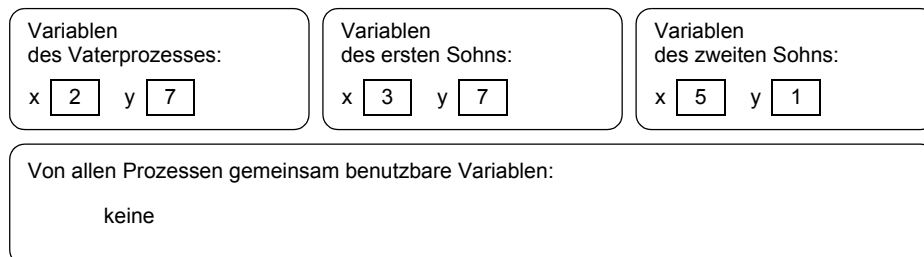 Variablen
des Vaterprozesses:
x 2 y 7
Variablen
des ersten Sohns:
x 3 y 7
Variablen
des zweiten Sohns:
x 5 y 1
Von allen Prozessen gemeinsam benutzbare Variablen:
keine